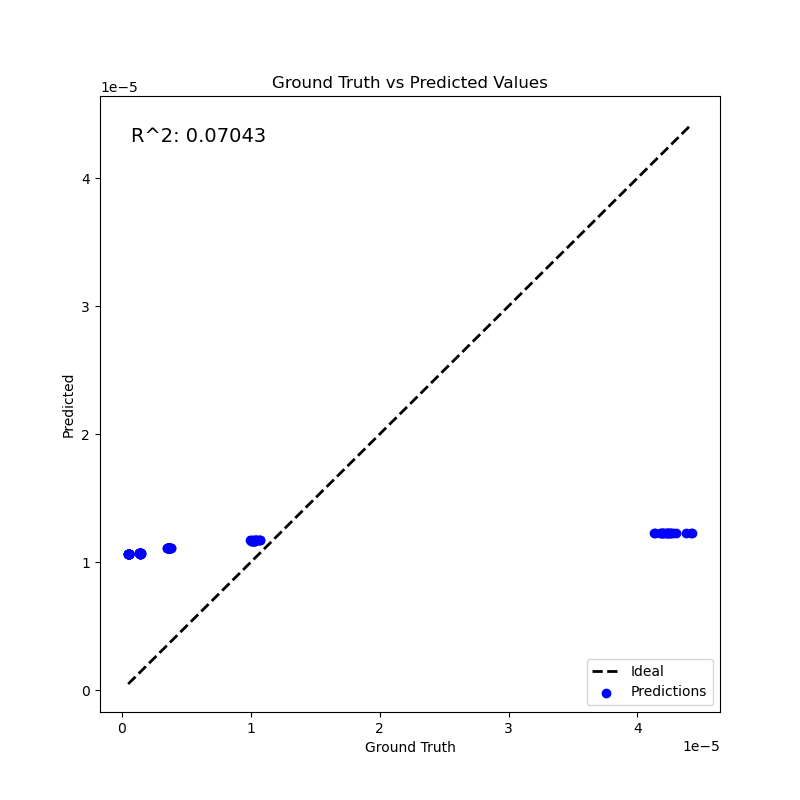 Ground Truth vs Predicted Values
1e−5
R^2: 0.07043
4
3
2
1
0
Predicted
Ideal
Predictions
0 1 2 3 4
Ground Truth
1e−5